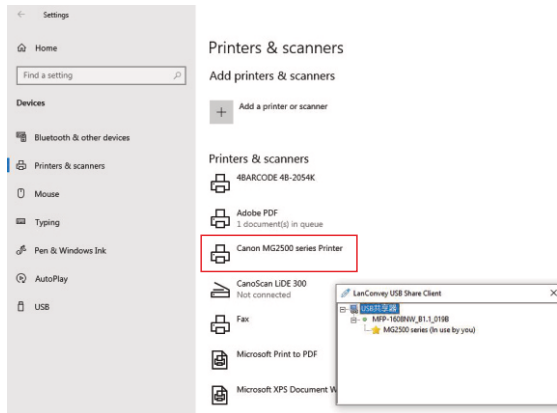 Settings
Home
Find a setting
Devices
Bluetooth & other devices
Printers & scanners
Mouse
Typing
Pen & Windows Ink
AutoPlay
USB
Printers & scanners
Add printers & scanners
Add a printer or scanner
Printers & scanners
4BARCODE 4B-2054K
Adobe PDF
1 document(s) in queue
Canon MG2500 series Printer
CanoScan LiDE 300
Not connected
Fax
Microsoft Print to PDF
Microsoft XPS Document W
LanConvey USB Share Client
USB共享器
MFP-1608NW_B1.1_019B
MG2500 series (In use by you)